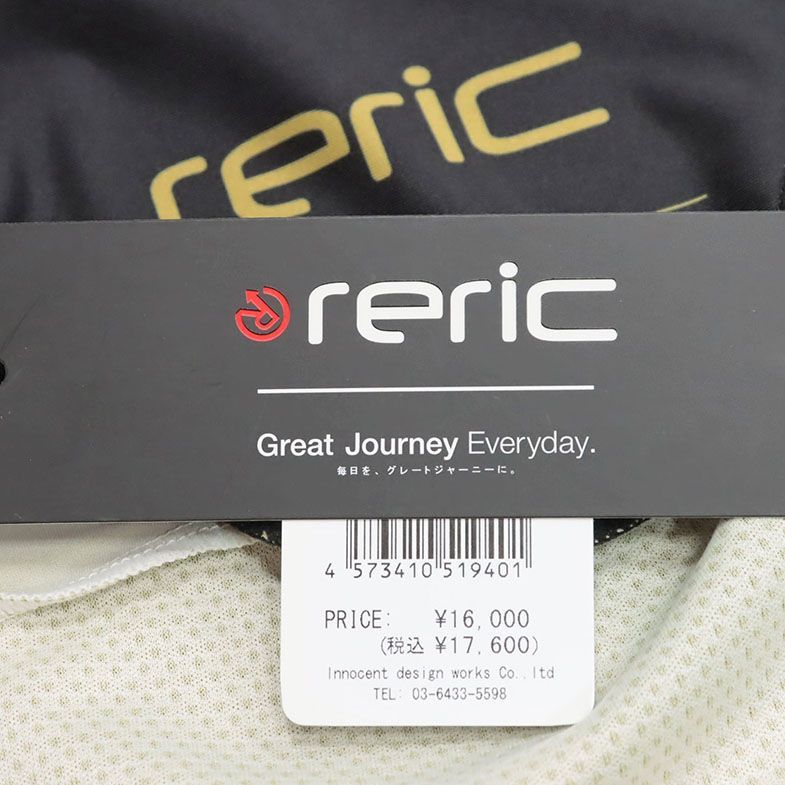 reric
reric
Great Journey Everyday.
毎日を、グレートジャーニーに。
4 573410 519401
PRICE: ¥16,000
(税込 ¥17,600)
Innocent design works Co.,ltd
TEL: 03-6433-5598